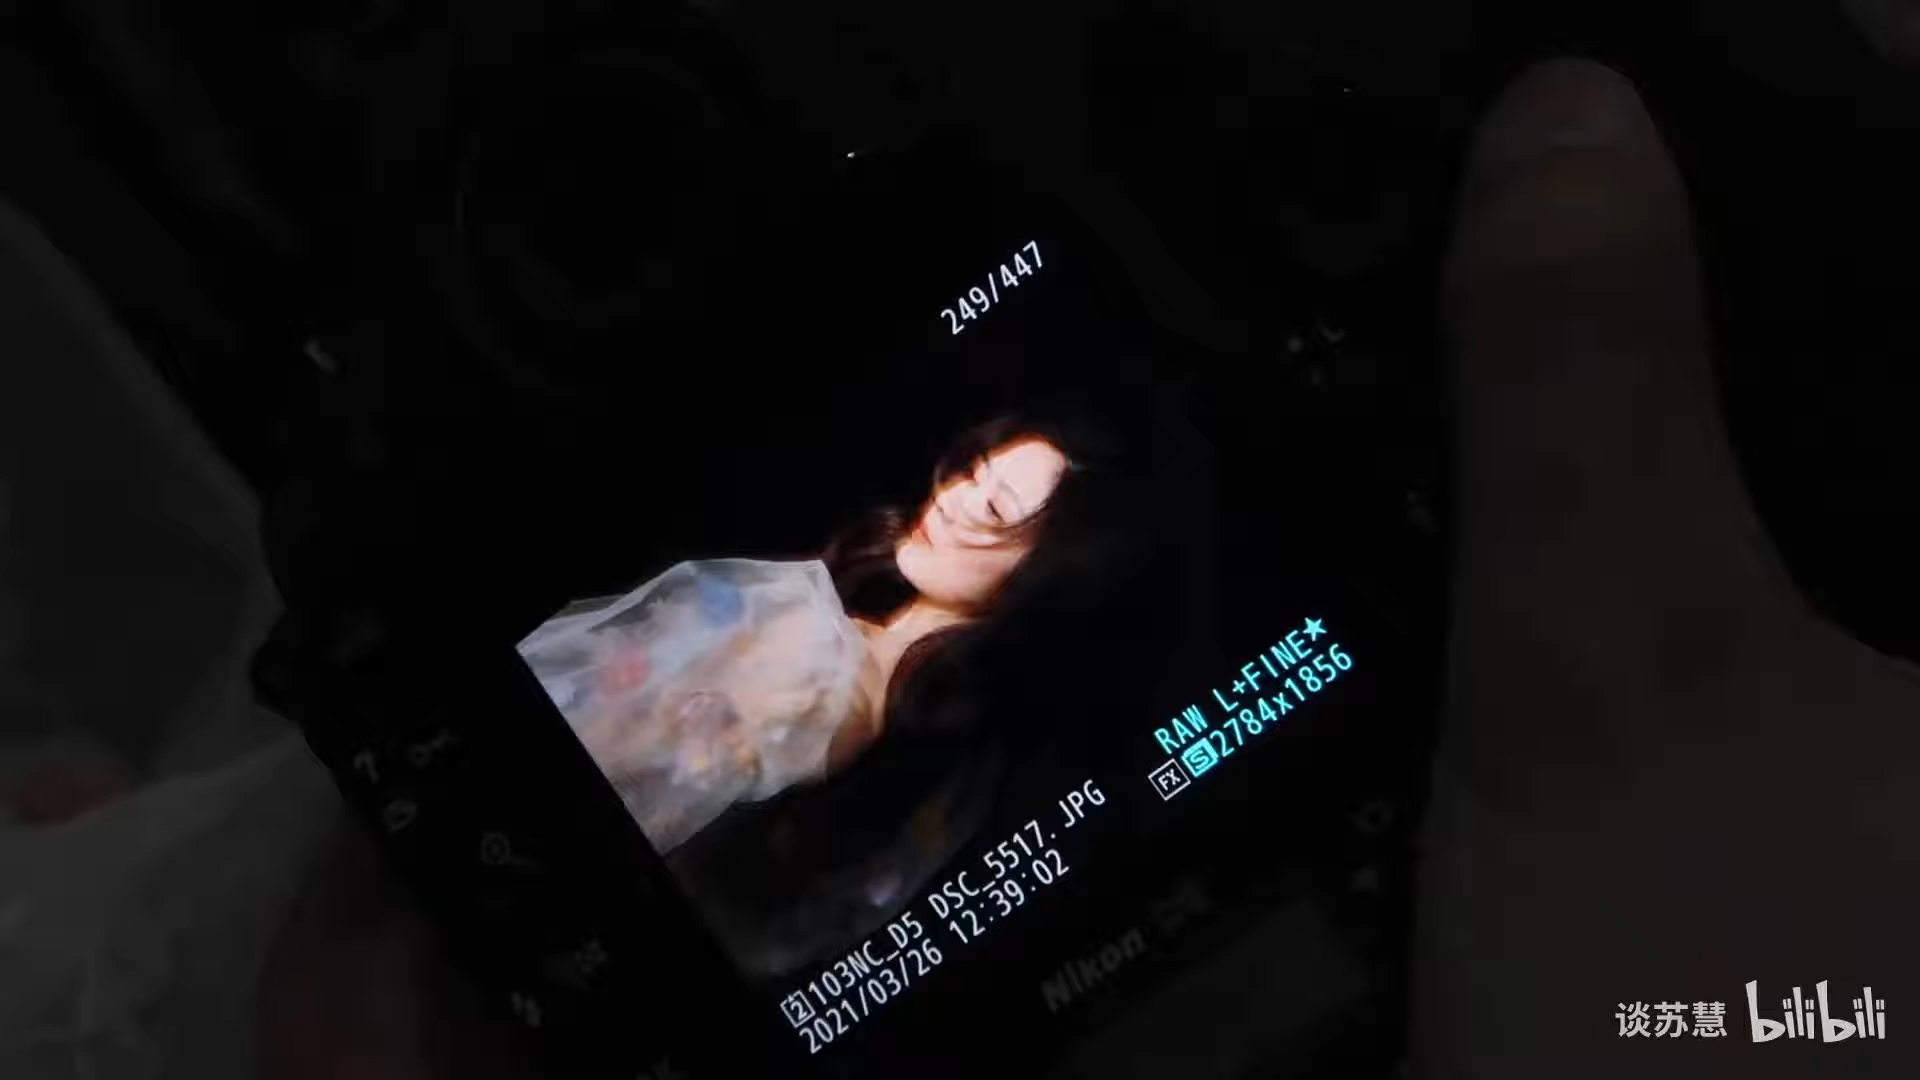 249/447
RAW L+FINE★
FX S 2784x1856
2 103NC_D5 DSC_5517.JPG
2021/03/26 12:39:02
Nikon
谈苏慧 bilibili